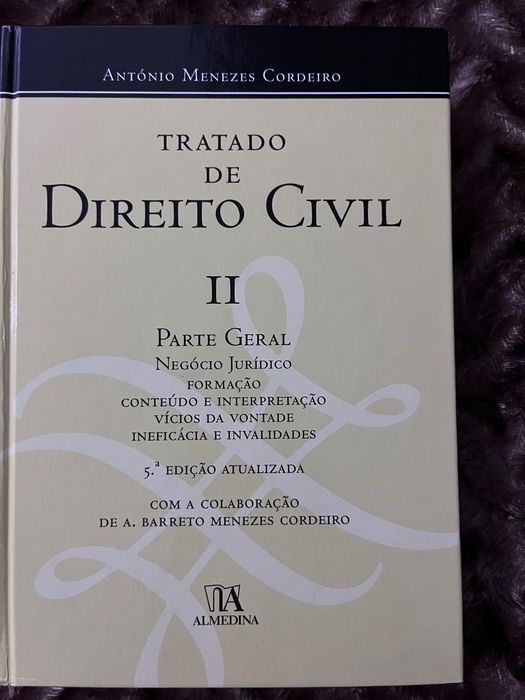 António Menezes Cordeiro
Tratado
de
Direito Civil
II
Parte Geral
Negócio Jurídico
formação
conteúdo e interpretação
vícios da vontade
ineficácia e invalidades
5.ª edição atualizada
com a colaboração
de A. Barreto Menezes Cordeiro
ALMEDINA